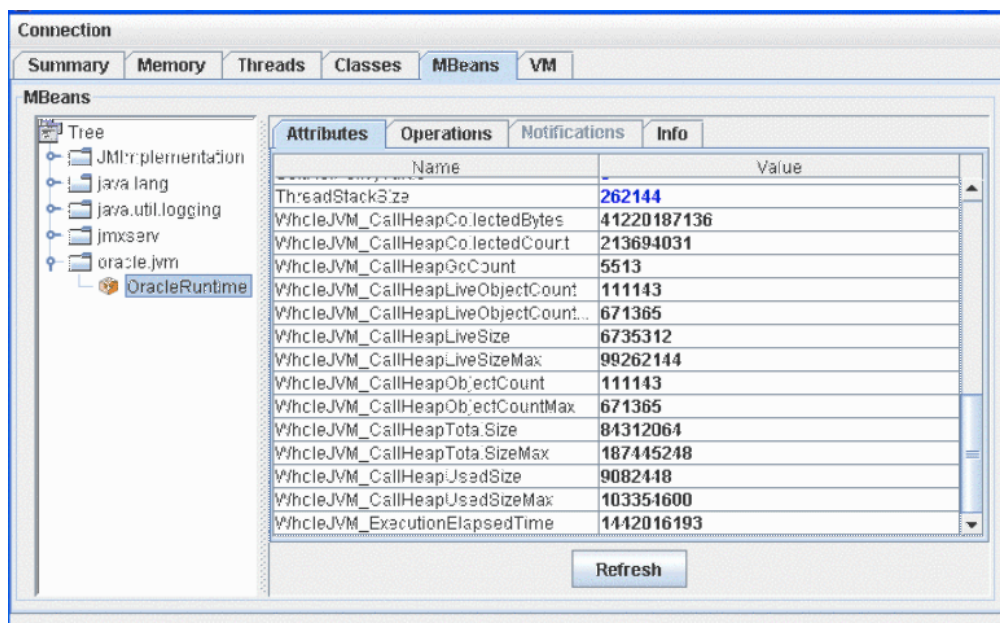 Connection
Summary Memory Threads Classes MBeans VM
MBeans
Tree
JMImplementation
java.lang
java.util.logging
jmxserv
oracle.jvm
OracleRuntime
Attributes Operations Notifications Info
Name Value
ThreadStackSize 262144
WholeJVM_CallHeapCollectedBytes 41220187136
WholeJVM_CallHeapCollectedCount 213694031
WholeJVM_CallHeapGcCount 5513
WholeJVM_CallHeapLiveObjectCount 111143
WholeJVM_CallHeapLiveObjectCount... 671365
WholeJVM_CallHeapLiveSize 6735312
WholeJVM_CallHeapLiveSizeMax 99262144
WholeJVM_CallHeapObjectCount 111143
WholeJVM_CallHeapObjectCountMax 671365
WholeJVM_CallHeapTotalSize 84312064
WholeJVM_CallHeapTotalSizeMax 187445248
WholeJVM_CallHeapUsedSize 9082448
WholeJVM_CallHeapUsedSizeMax 103354600
WholeJVM_ExecutionElapsedTime 1442016193
Refresh